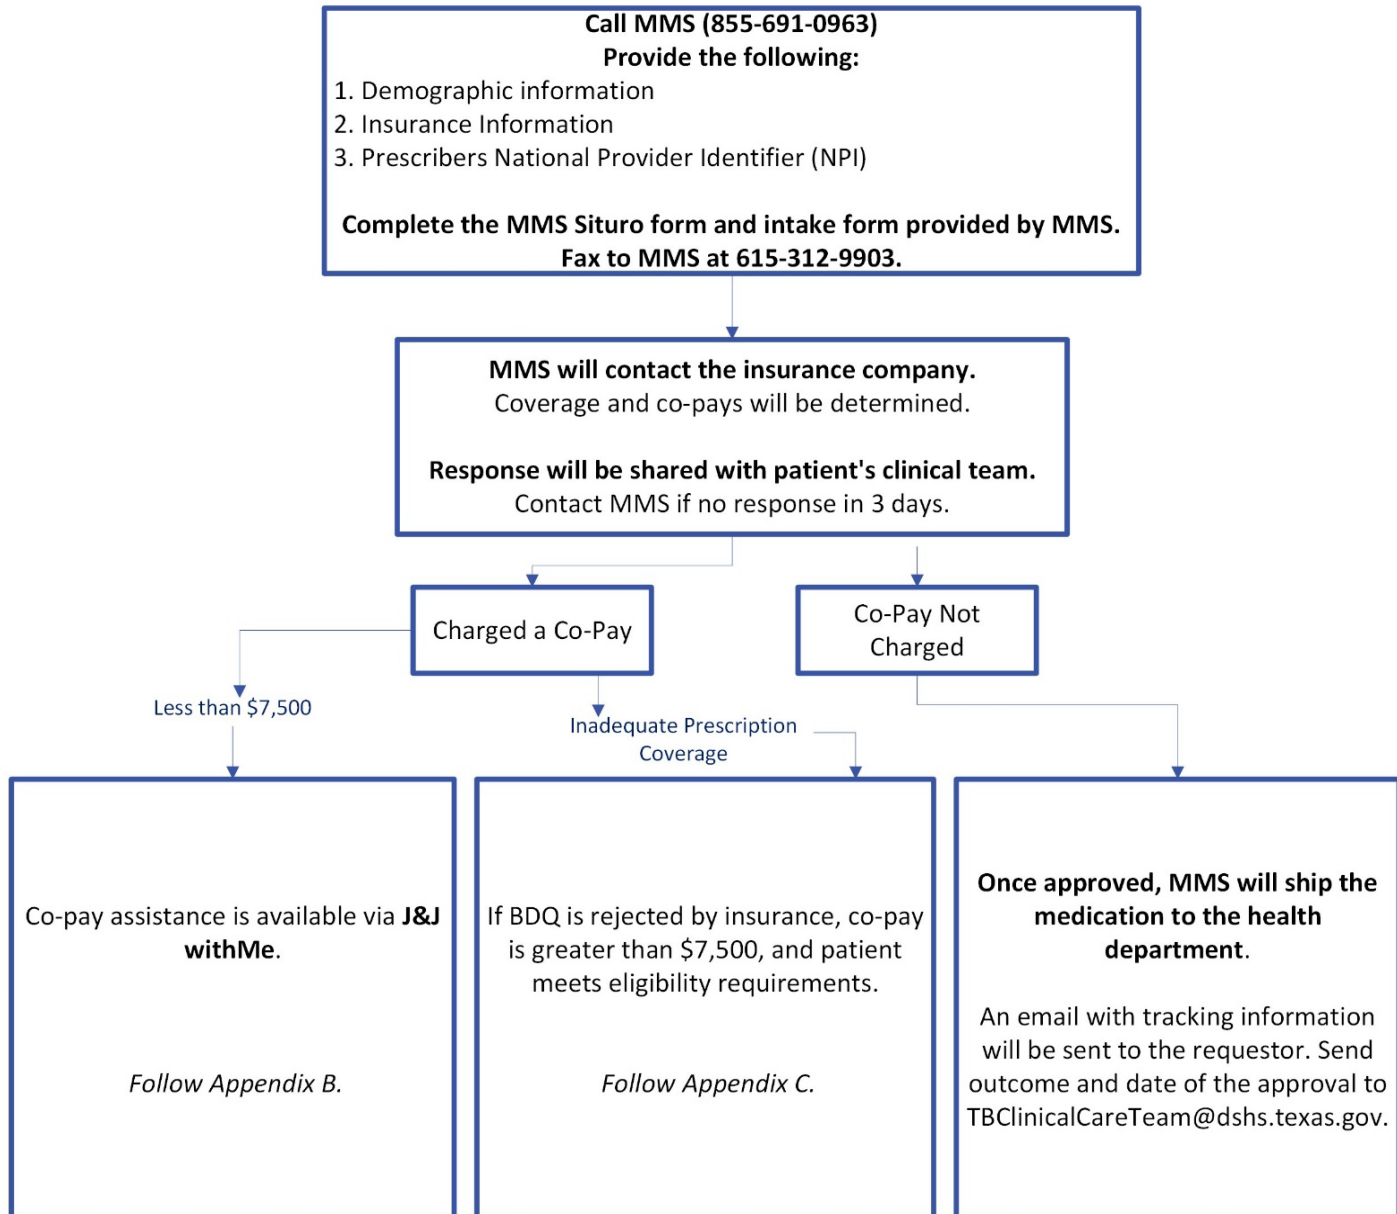 Call MMS (855-691-0963)
Provide the following:
1. Demographic information
2. Insurance Information
3. Prescribers National Provider Identifier (NPI)
Complete the MMS Situro form and intake form provided by MMS.
Fax to MMS at 615-312-9903.
MMS will contact the insurance company.
Coverage and co-pays will be determined.
Response will be shared with patient's clinical team.
Contact MMS if no response in 3 days.
Charged a Co-Pay
Co-Pay Not
Charged
Less than $7,500
Inadequate Prescription
Coverage
Co-pay assistance is available via J&J
withMe.
Follow Appendix B.
If BDQ is rejected by insurance, co-pay
is greater than $7,500, and patient
meets eligibility requirements.
Follow Appendix C.
Once approved, MMS will ship the
medication to the health
department.
An email with tracking information
will be sent to the requestor. Send
outcome and date of the approval to
TBClinicalCareTeam@dshs.texas.gov.